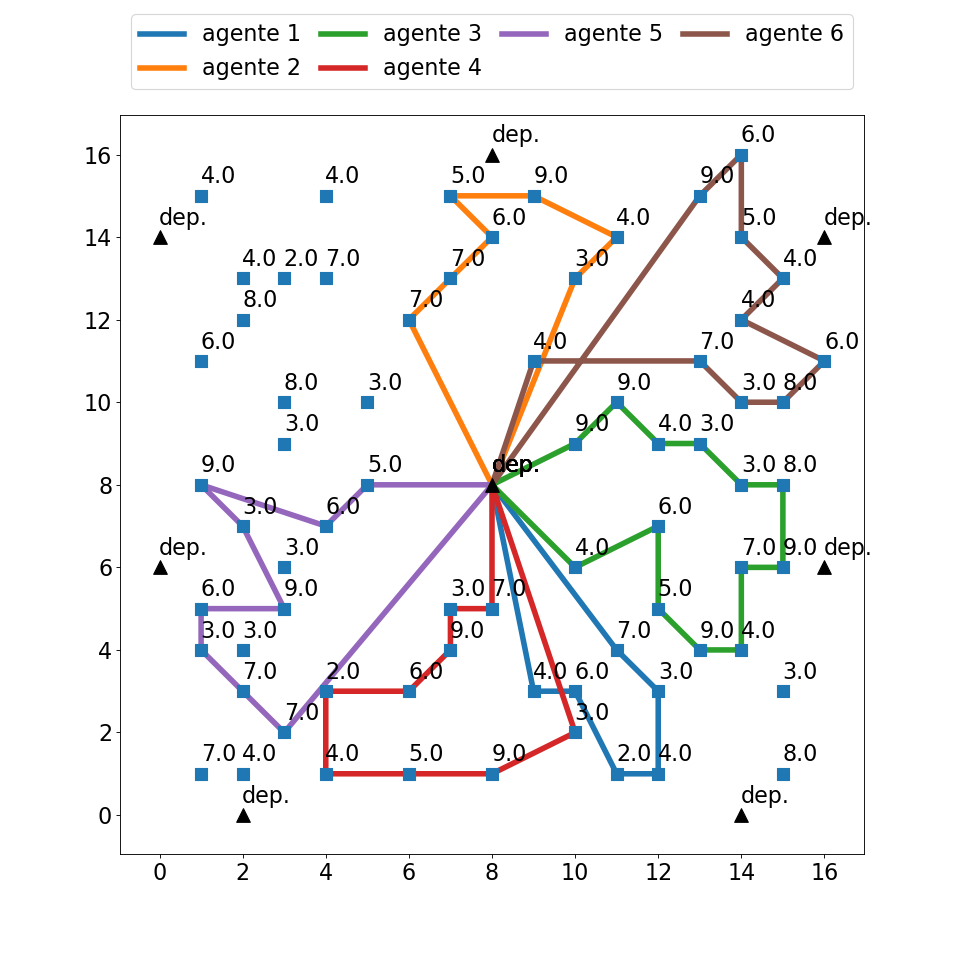 agente 1 agente 3 agente 5 agente 6
agente 2 agente 4
dep. 6.0
16
4.0 4.0 5.0 9.0 9.0
dep. 6.0 4.0 5.0 dep.
14
4.0 2.0 7.0 7.0 3.0 4.0
8.0 7.0 4.0
12
6.0 4.0 7.0 6.0
8.0 3.0 9.0 3.0 8.0
10
3.0 9.0 4.0 3.0
9.0 5.0 dep. dep. 3.0 8.0
8
3.0 6.0 6.0
dep. 3.0 4.0 7.0 9.0 dep.
6
6.0 9.0 3.0 7.0 5.0
3.0 3.0 9.0 7.0 9.0 4.0
4
7.0 2.0 6.0 4.0 6.0 3.0 3.0
7.0 3.0
2
7.0 4.0 4.0 5.0 9.0 2.0 4.0 8.0
dep. dep.
0
0 2 4 6 8 10 12 14 16